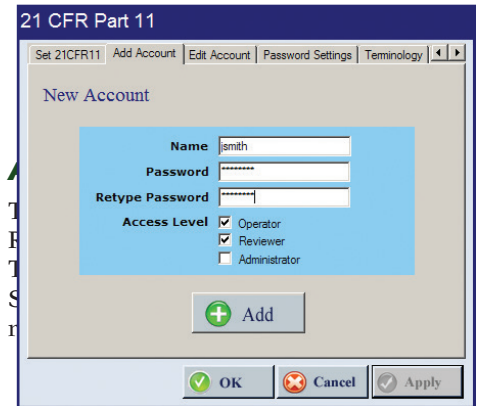 21 CFR Part 11
Set 21CFR11 Add Account Edit Account Password Settings Terminology
New Account
Name jsmith
Password ********
Retype Password ********
Access Level Operator
Reviewer
Administrator
Add
OK Cancel Apply